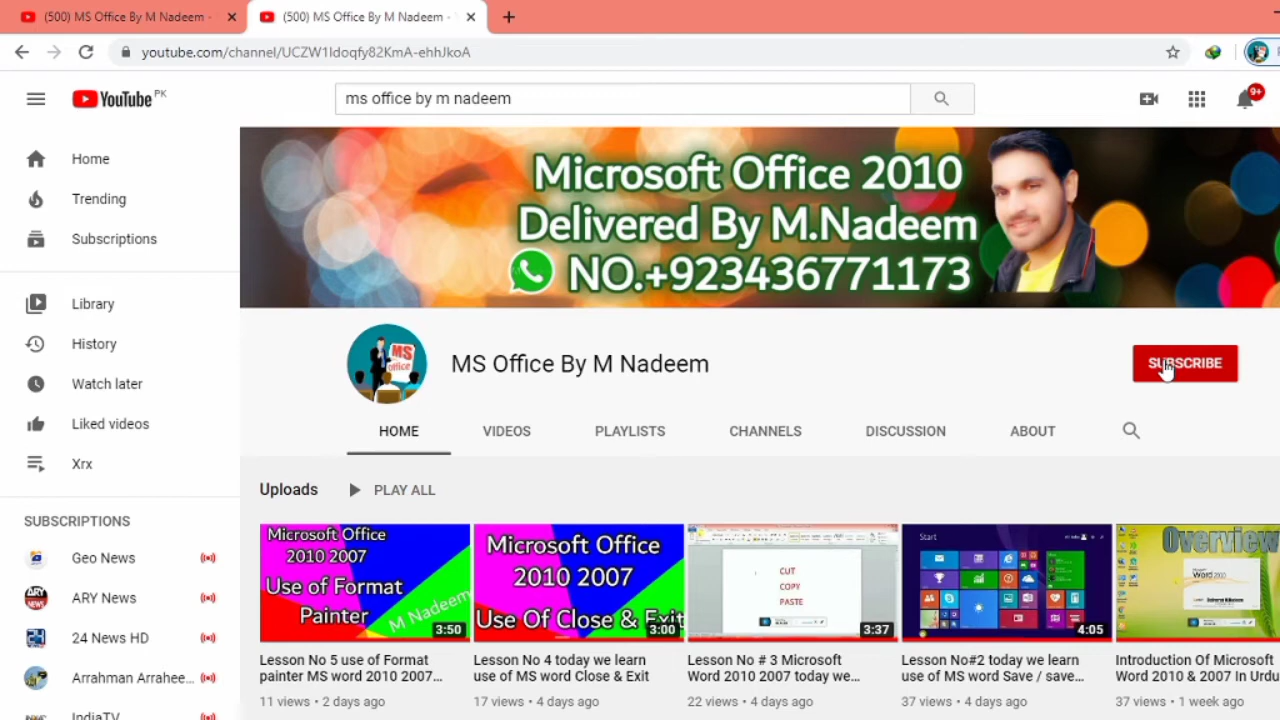 (500) MS Office By M Nadeem -
(500) MS Office By M Nadeem -
youtube.com/channel/UCZW1Idoqfy82KmA-ehhJkoA
YouTube PK
ms office by m nadeem
9+
Home
Trending
Subscriptions
Library
History
Watch later
Liked videos
Xrx
SUBSCRIPTIONS
Geo News
ARY News
24 News HD
Arrahman Arrahee...
IndiaTV
Microsoft Office 2010
Delivered By M.Nadeem
NO.+923436771173
MS office
MS Office By M Nadeem
SUBSCRIBE
HOME VIDEOS PLAYLISTS CHANNELS DISCUSSION ABOUT
Uploads PLAY ALL
Microsoft Office
2010 2007
Use of Format
Painter
M Nadeem
3:50
Lesson No 5 use of Format
painter MS word 2010 2007...
11 views • 2 days ago
Microsoft Office
2010 2007
Use Of Close & Exit
3:00
Lesson No 4 today we learn
use of MS word Close & Exit
17 views • 4 days ago
CUT
COPY
PASTE
3:37
Lesson No # 3 Microsoft
Word 2010 2007 today we...
22 views • 4 days ago
Start
4:05
Lesson No#2 today we learn
use of MS word Save / save...
37 views • 4 days ago
Overview
Word 2010
Introduction Of Microsoft
Word 2010 & 2007 In Urdu
37 views • 1 week ago